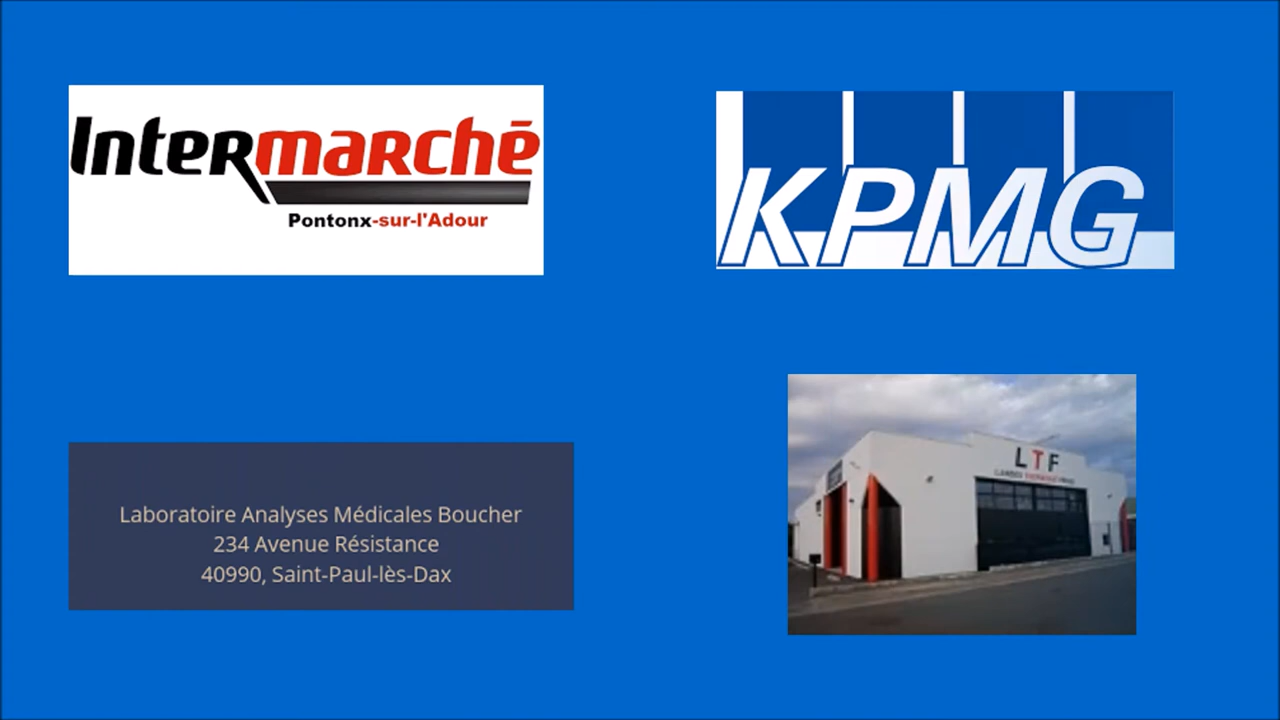 Intermarché
Pontonx-sur-l'Adour
KPMG
Laboratoire Analyses Médicales Boucher
234 Avenue Résistance
40990, Saint-Paul-lès-Dax
LTF